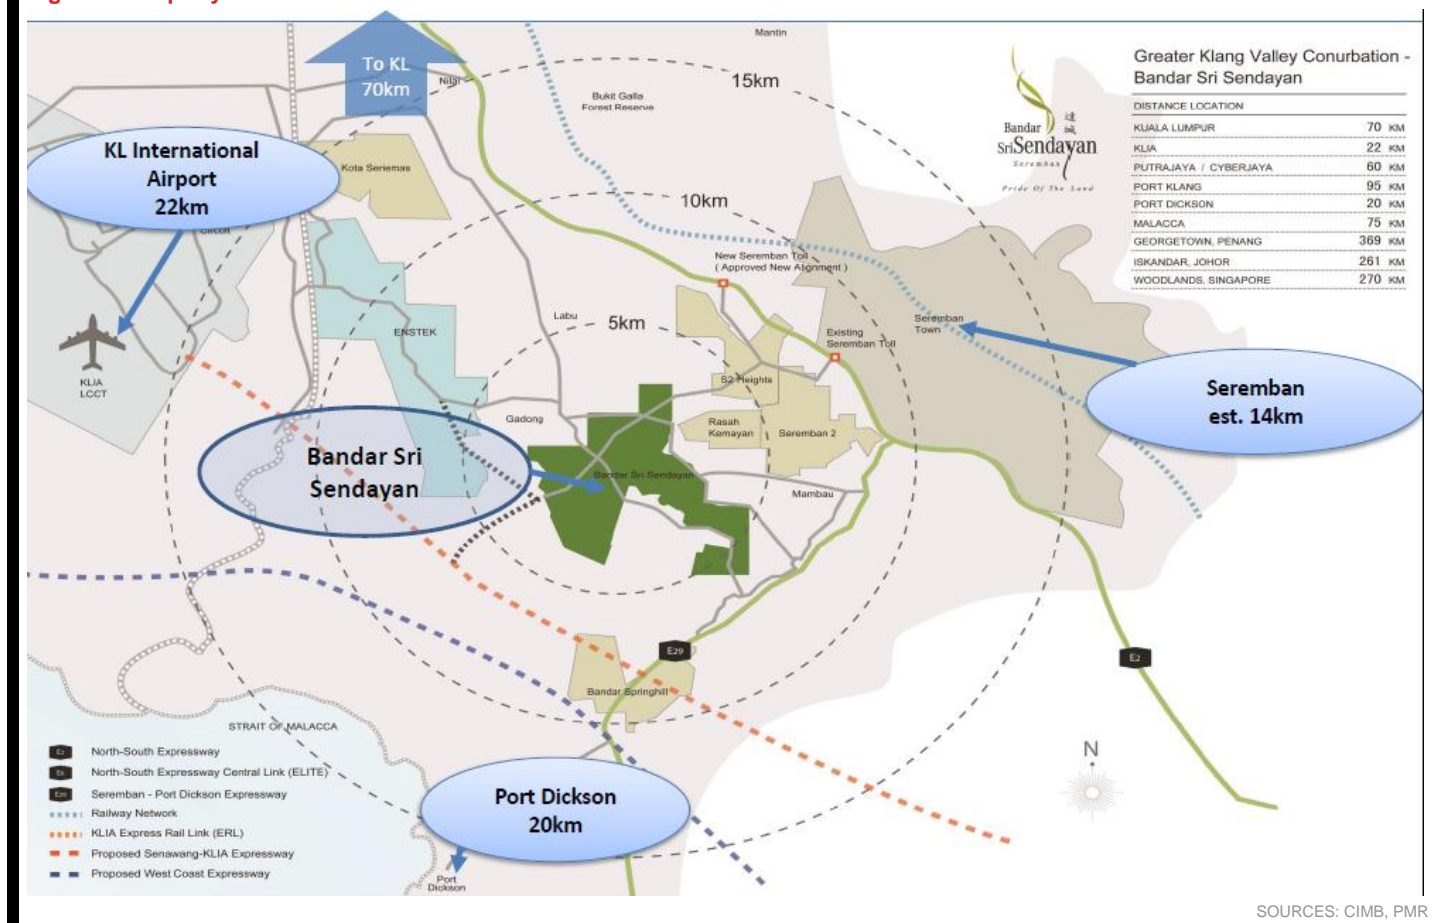 To KL
70km
Mantin
Nilai
15km
Bukit Galla
Forest Reserve
Greater Klang Valley Conurbation -
Bandar Sri Sendayan
DISTANCE LOCATION
KUALA LUMPUR 70 KM
KLIA 22 KM
PUTRAJAYA / CYBERJAYA 60 KM
PORT KLANG 95 KM
PORT DICKSON 20 KM
MALACCA 75 KM
GEORGETOWN, PENANG 369 KM
ISKANDAR, JOHOR 261 KM
WOODLANDS, SINGAPORE 270 KM
Bandar
SriSendayan
Seremban
Pride Of The Land
KL International
Airport
22km
Kota Seriemas
Circuit
10km
New Seremban Toll
( Approved New Alignment )
Labu
5km
ENSTEK
Existing
Seremban Toll
Seremban
Town
KLIA
LCCT
S2 Heights
Seremban
est. 14km
Gadong
Rasah
Kemayan
Seremban 2
Bandar Sri
Sendayan
Bandar Sri Sendayan
Mambau
E29
E2
Bandar Springhill
STRAIT OF MALACCA
N
E2 North-South Expressway
North-South Expressway Central Link (ELITE)
E29 Seremban - Port Dickson Expressway
Railway Network
KLIA Express Rail Link (ERL)
Proposed Senawang-KLIA Expressway
Proposed West Coast Expressway
Port Dickson
20km
Port
Dickson
SOURCES: CIMB, PMR